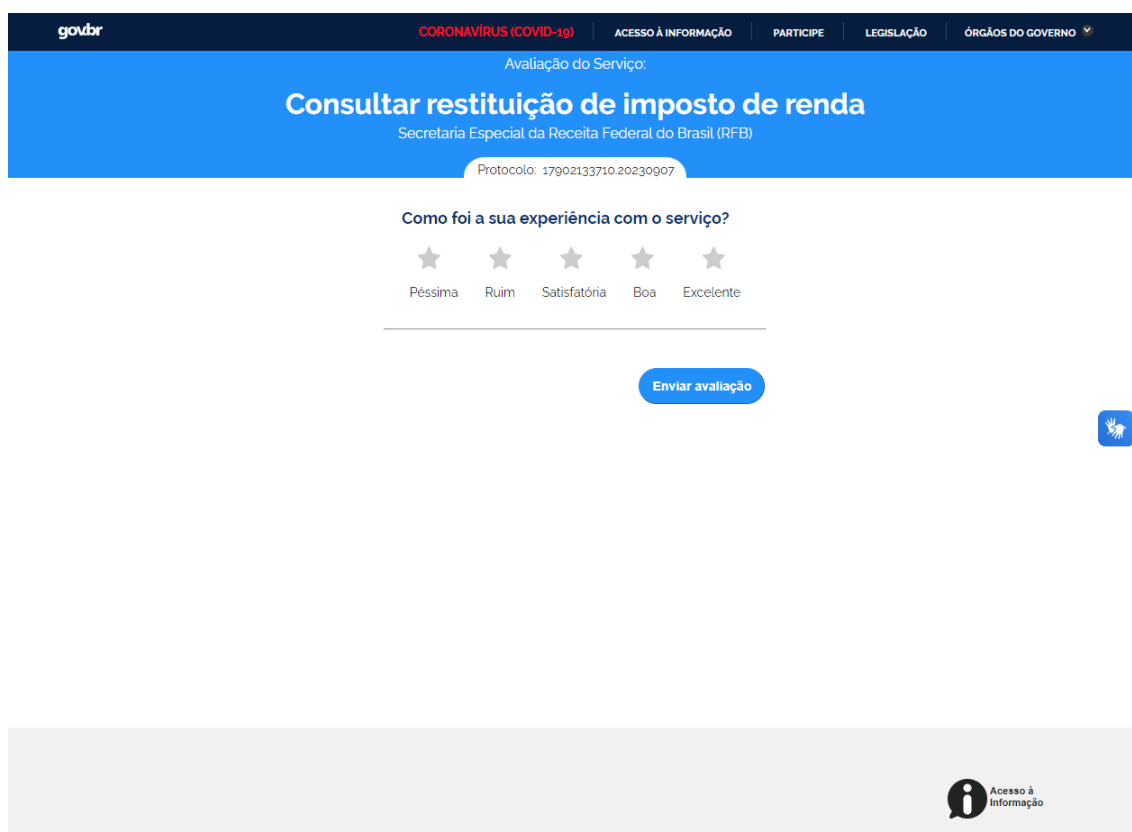 gov.br
CORONAVÍRUS (COVID-19) ACESSO À INFORMAÇÃO PARTICIPE LEGISLAÇÃO ÓRGÃOS DO GOVERNO
Avaliação do Serviço:
Consultar restituição de imposto de renda
Secretaria Especial da Receita Federal do Brasil (RFB)
Protocolo: 17902133710.20230907
Como foi a sua experiência com o serviço?
Péssima Ruim Satisfatória Boa Excelente
Enviar avaliação
Acesso à
Informação